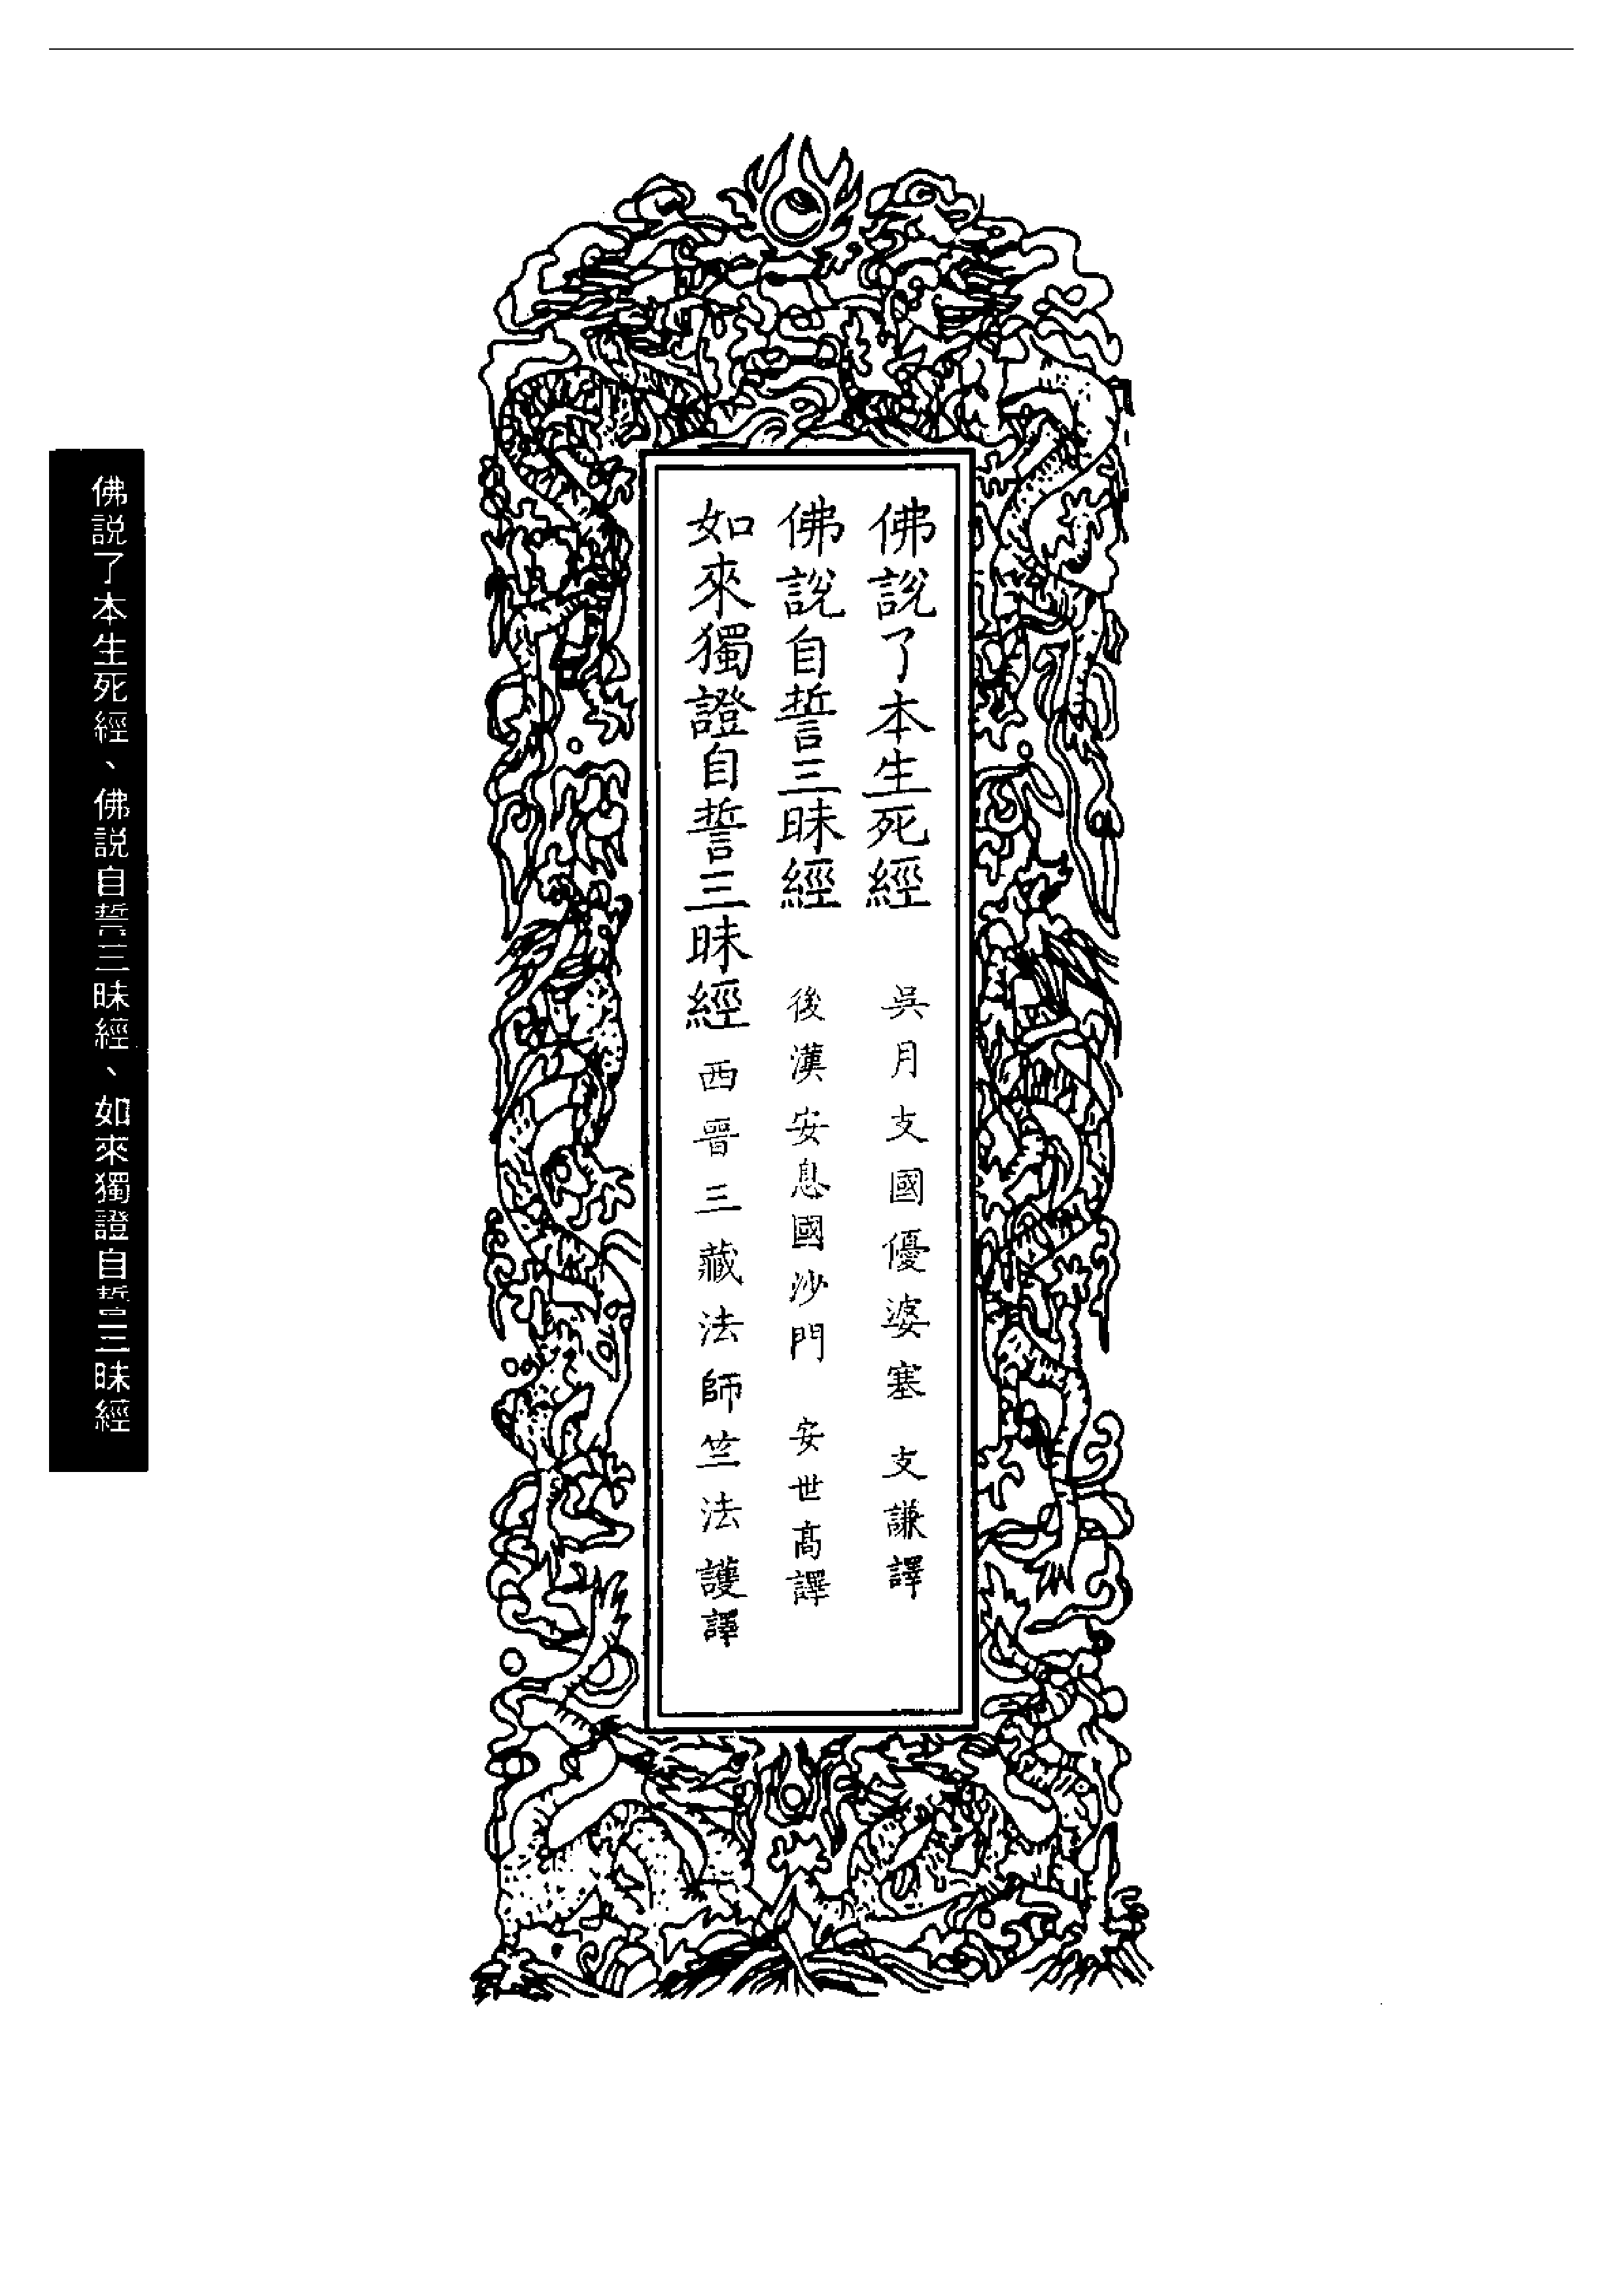 佛說了本生死經 吳月支國優婆塞 支謙譯
佛說自誓三昧經 後漢安息國沙門 安世高譯
如來獨證自誓三昧經 西晉三藏法師竺法護譯
佛説了本生死經、佛説自誓三昧經、如來獨證自誓三昧經